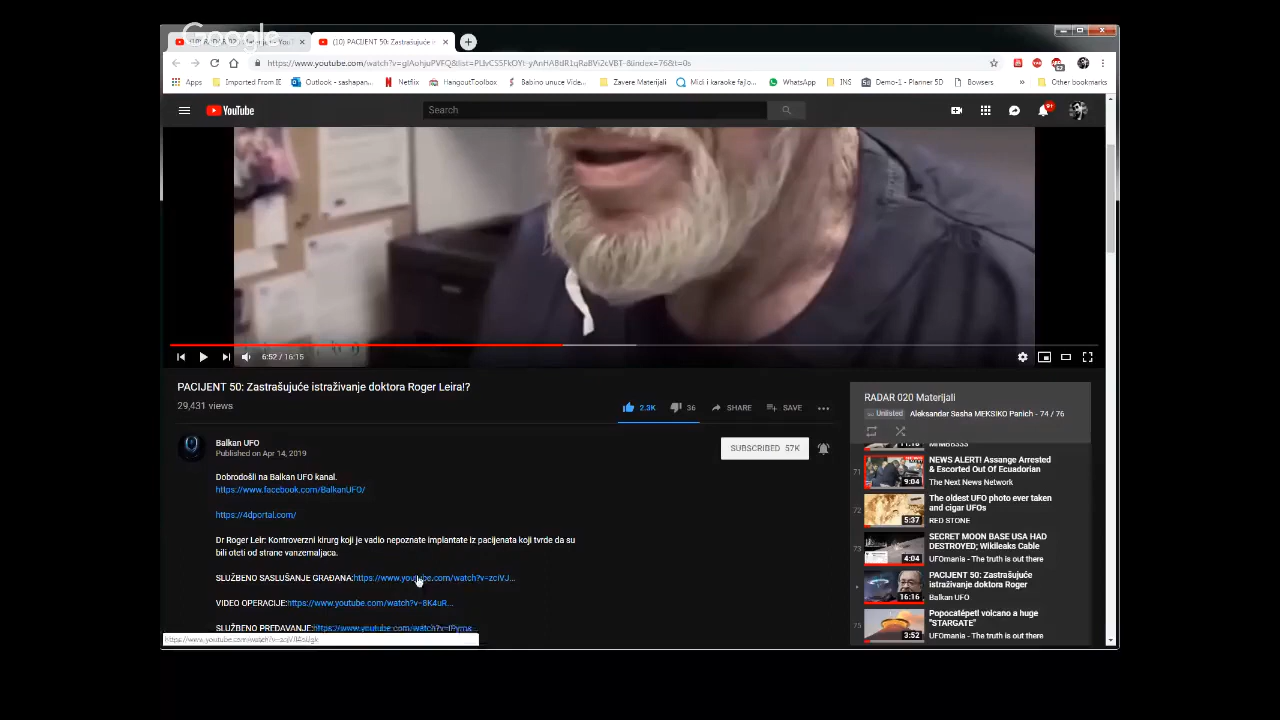 Google
(10) PACIJENT 50: Zastrašujuće i
https://www.youtube.com/watch?v=
&index=76&t=0s
Apps
Imported From IE
Outlook - sashapan...
Netflix
HangoutToolbox
Babino unuce Vide...
Zavere Materijali
Midi i karaoke fajlo...
WhatsApp
INS
Demo-1 - Planner 5D
Bowsers
»
Other bookmarks
YouTube
Search
9+
6:52 / 16:15
PACIJENT 50: Zastrašujuće istraživanje doktora Roger Leira!?
29,431 views
2.3K
36
SHARE
SAVE
Balkan UFO
Published on Apr 14, 2019
SUBSCRIBED 57K
Dobrodošli na Balkan UFO kanal.
https://www.facebook.com/BalkanUFO/
https://4dportal.com/
Dr Roger Leir: Kontroverzni kirurg koji je vadio nepoznate implantate iz pacijenata koji tvrde da su
bili oteti od strane vanzemaljaca.
SLUŽBENO SASLUŠANJE GRAĐANA:https://www.youtube.com/watch?v=zciVJ...
VIDEO OPERACIJE:https://www.youtube.com/watch?v=8K4uR...
SLUŽBENO PREDAVANJE:
RADAR 020 Materijali
Unlisted
Aleksandar Sasha MEKSIKO Panich - 74 / 76
71
NEWS ALERT! Assange Arrested
& Escorted Out Of Ecuadorian
The Next News Network
9:04
72
The oldest UFO photo ever taken
and cigar UFOs
RED STONE
5:37
73
SECRET MOON BASE USA HAD
DESTROYED; Wikileaks Cable
UFOmania - The truth is out there
4:04
PACIJENT 50: Zastrašujuće
istraživanje doktora Roger
Balkan UFO
16:16
75
Popocatépetl volcano a huge
"STARGATE"
UFOmania - The truth is out there
3:52